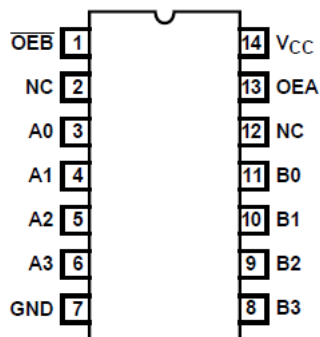 OEB 1 14 VCC
NC 2 13 OEA
A0 3 12 NC
A1 4 11 B0
A2 5 10 B1
A3 6 9 B2
GND 7 8 B3